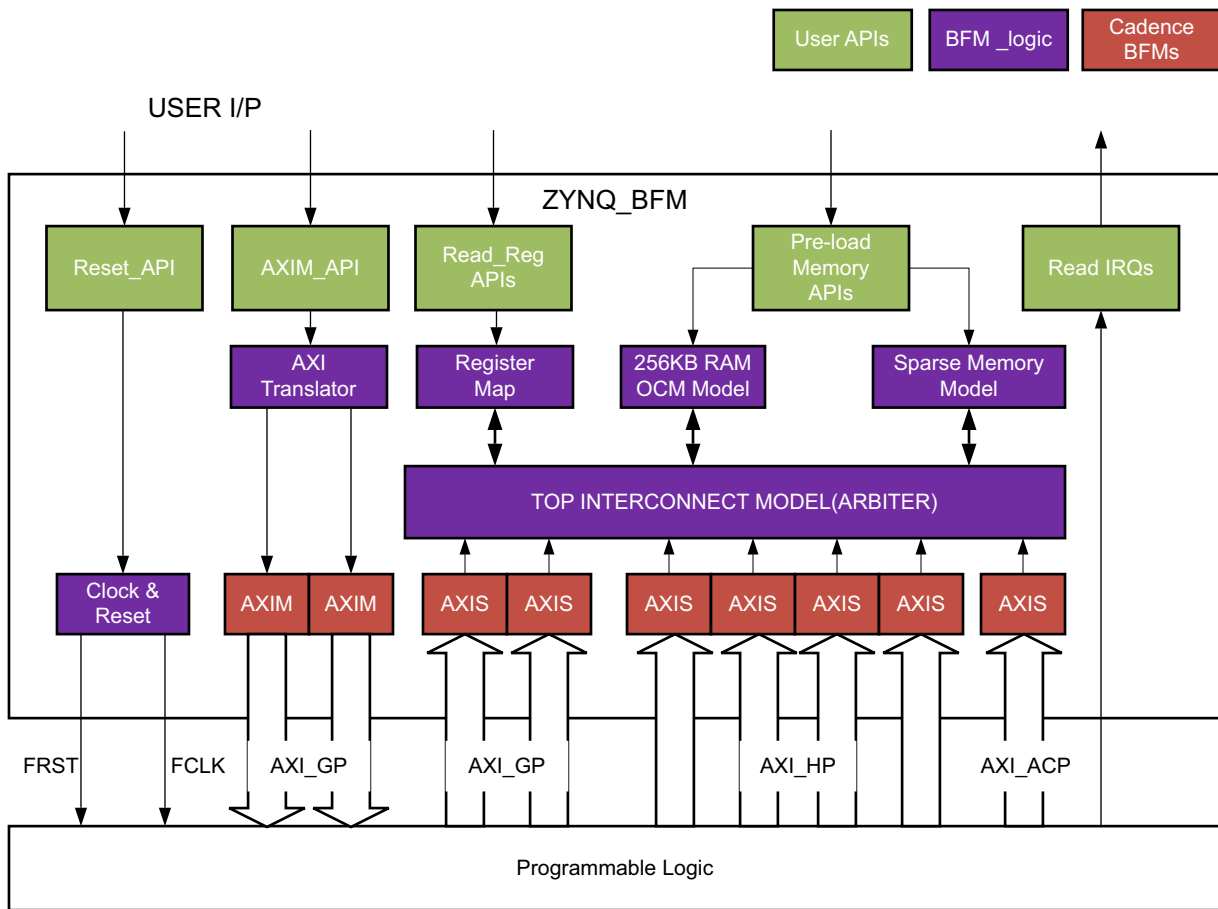 User APIs
BFM _logic
Cadence
BFMs
USER I/P
ZYNQ_BFM
Reset_API
AXIM_API
Read_Reg
APIs
Pre-load
Memory
APIs
Read IRQs
AXI
Translator
Register
Map
256KB RAM
OCM Model
Sparse Memory
Model
TOP INTERCONNECT MODEL(ARBITER)
Clock &
Reset
AXIM
AXIM
AXIS
AXIS
AXIS
AXIS
AXIS
AXIS
AXIS
FRST
FCLK
AXI_GP
AXI_GP
AXI_HP
AXI_ACP
Programmable Logic